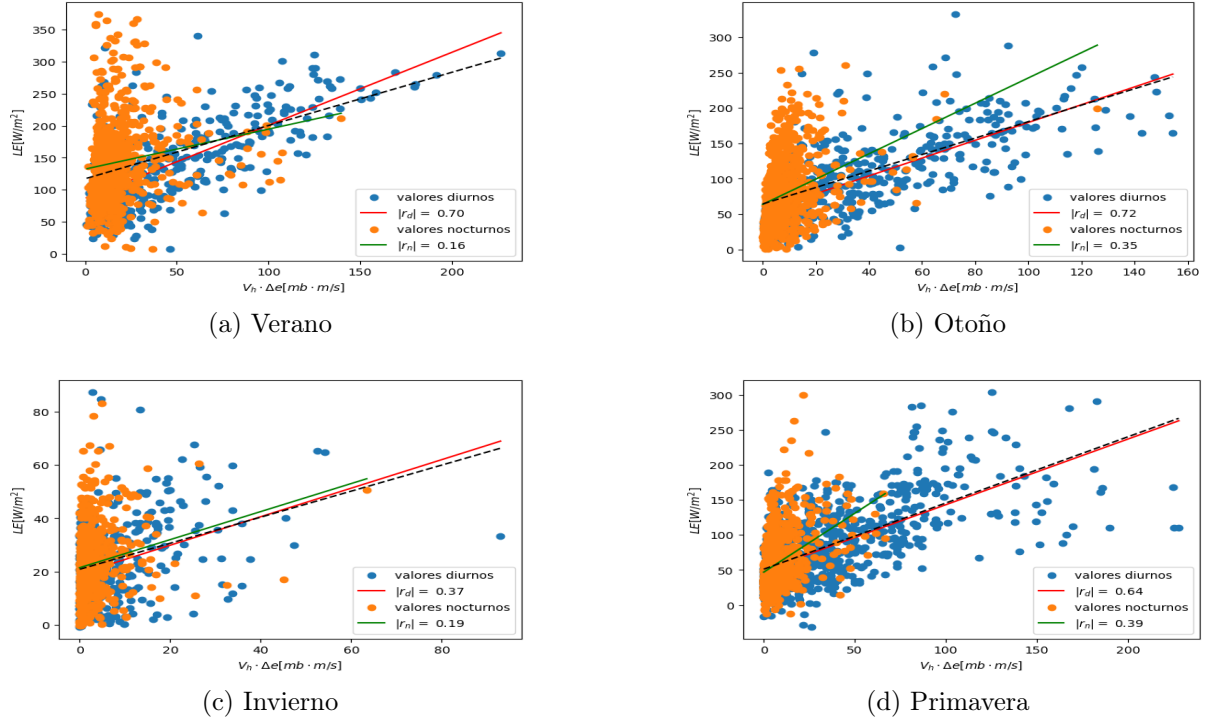 350
300
250
200
150
100
50
0
LE[W/m²]
valores diurnos
|r_d| = 0.70
valores nocturnos
|r_n| = 0.16
0 50 100 150 200
V_h · Δe[mb · m/s]
(a) Verano
300
250
200
150
100
50
0
LE[W/m²]
valores diurnos
|r_d| = 0.72
valores nocturnos
|r_n| = 0.35
0 20 40 60 80 100 120 140 160
V_h · Δe[mb · m/s]
(b) Otoño
80
60
40
20
0
LE[W/m²]
valores diurnos
|r_d| = 0.37
valores nocturnos
|r_n| = 0.19
0 20 40 60 80
V_h · Δe[mb · m/s]
(c) Invierno
300
250
200
150
100
50
0
LE[W/m²]
valores diurnos
|r_d| = 0.64
valores nocturnos
|r_n| = 0.39
0 50 100 150 200
V_h · Δe[mb · m/s]
(d) Primavera